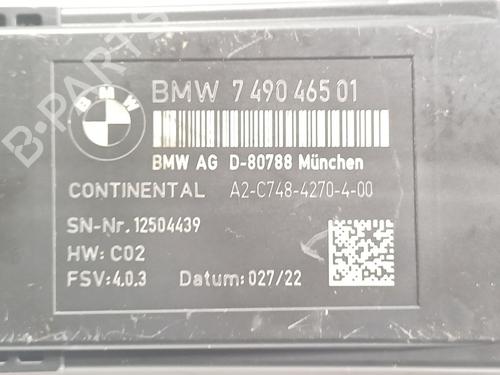 BMW
BMW 7 490 465 01
BMW AG D-80788 München
CONTINENTAL A2-C748-4270-4-00
SN-Nr. 12504439
HW: C02
FSV: 4.0.3 Datum: 027/22
B-PARTS